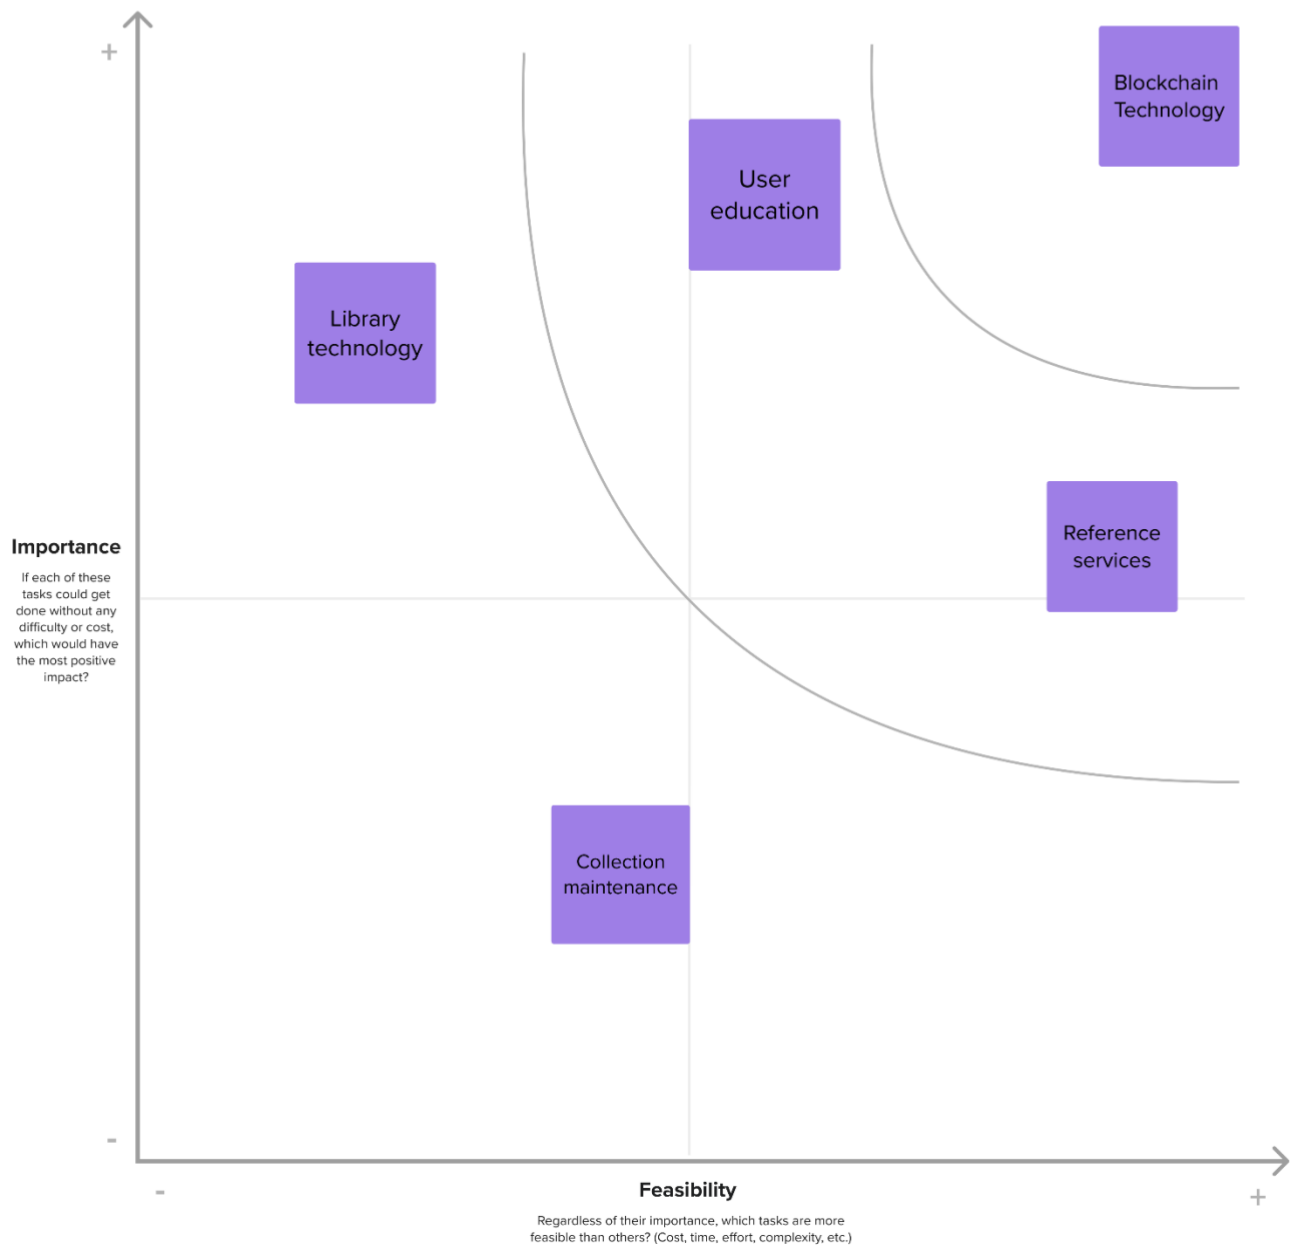 +
Blockchain
Technology
User
education
Library
technology
Reference
services
Importance
If each of these
tasks could get
done without any
difficulty or cost,
which would have
the most positive
impact?
Collection
maintenance
-
-
Feasibility
+
Regardless of their importance, which tasks are more
feasible than others? (Cost, time, effort, complexity, etc.)